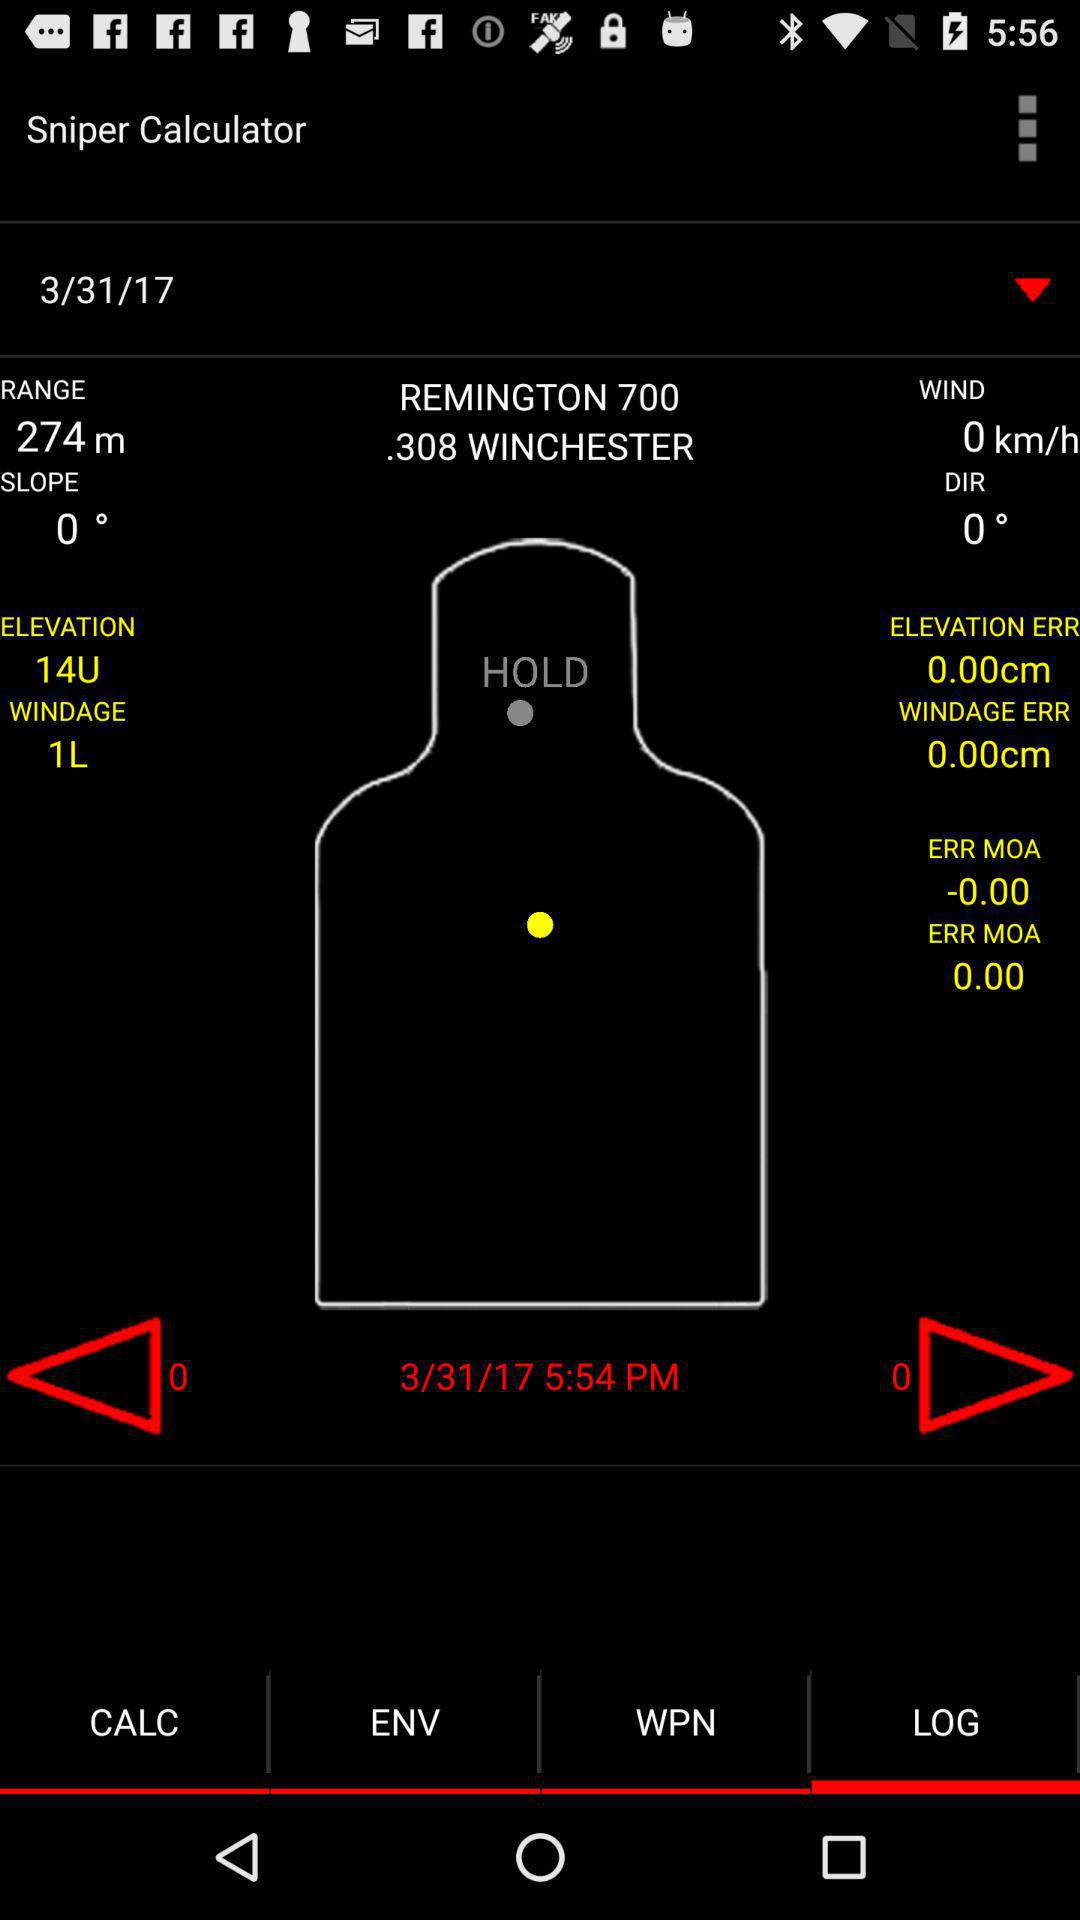 FAKE
5:56
Sniper Calculator
3/31/17
RANGE
REMINGTON 700
WIND
274 m
.308 WINCHESTER
0 km/h
SLOPE
DIR
0 °
0 °
ELEVATION
ELEVATION ERR
14U
HOLD
0.00cm
WINDAGE
WINDAGE ERR
1L
0.00cm
ERR MOA
-0.00
ERR MOA
0.00
0
3/31/17 5:54 PM
0
CALC
ENV
WPN
LOG